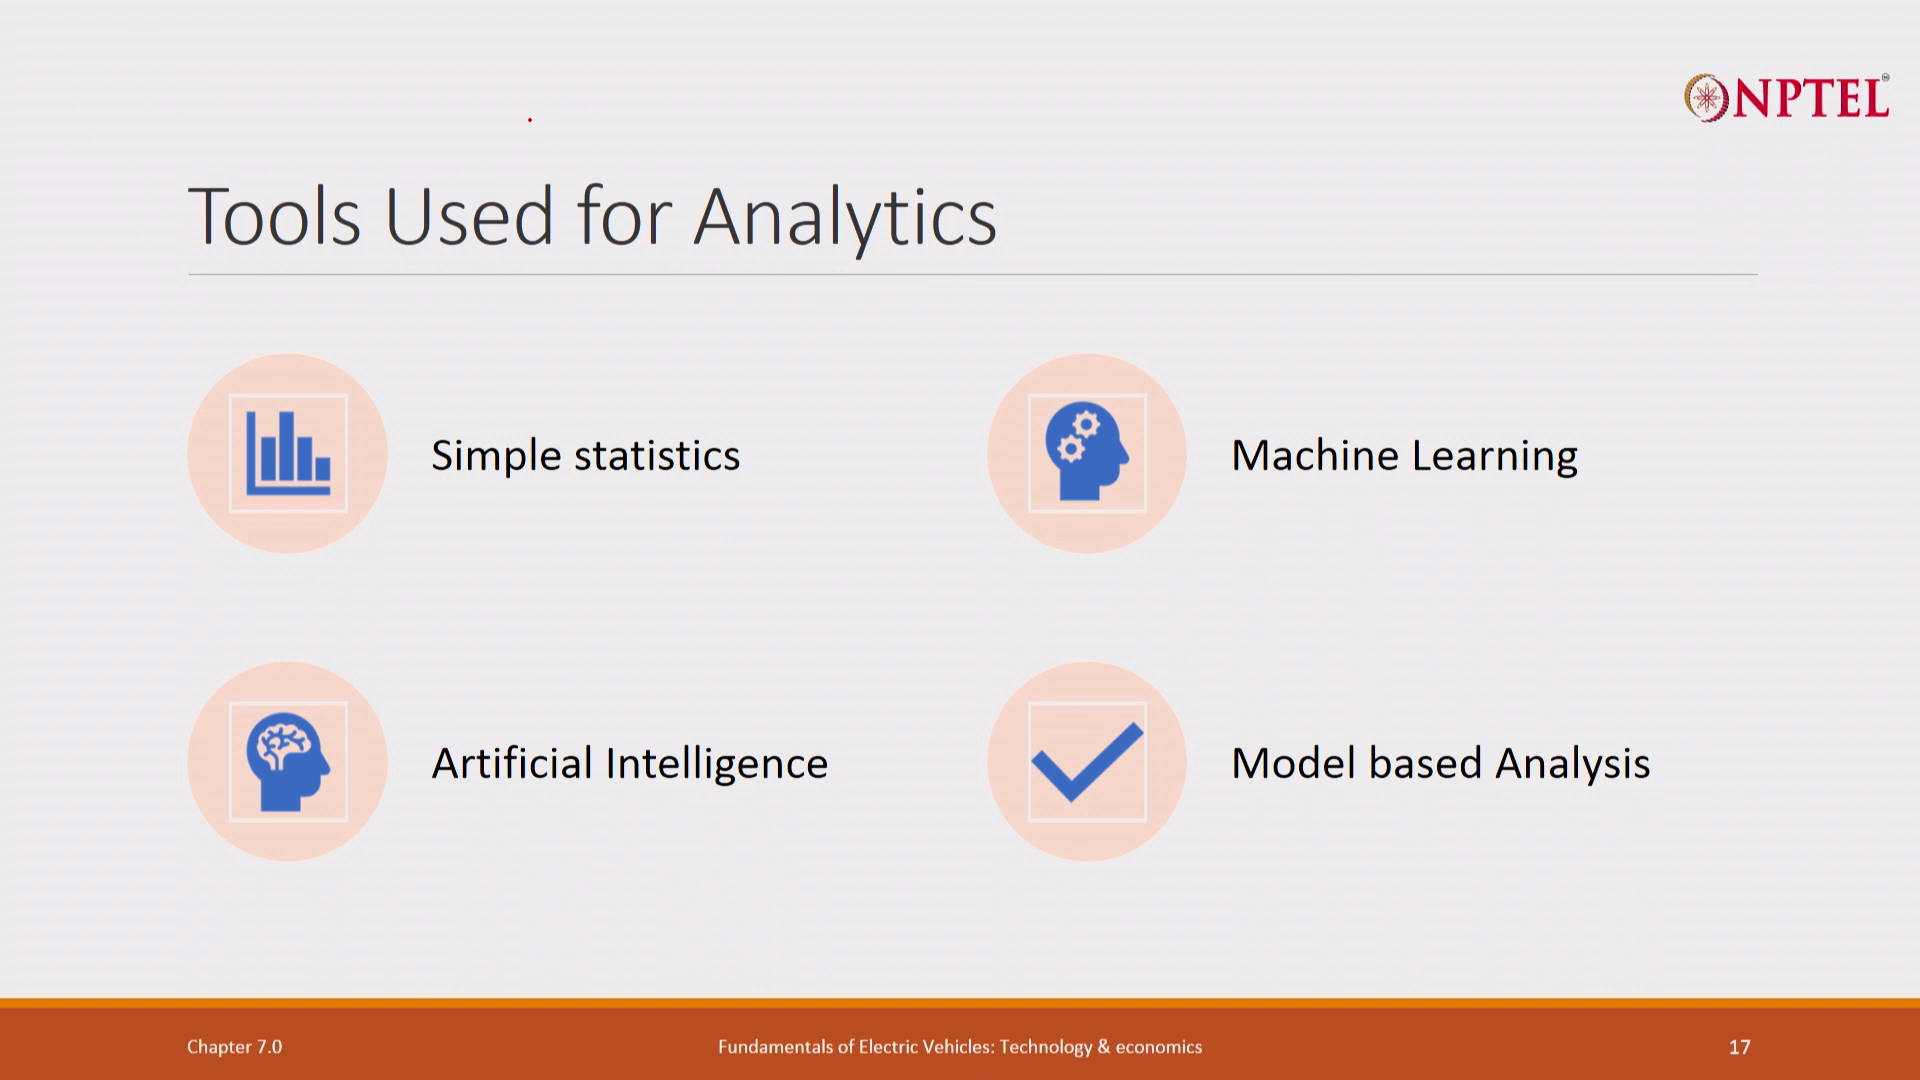 NPTEL
Tools Used for Analytics
Simple statistics
Machine Learning
Artificial Intelligence
Model based Analysis
Chapter 7.0
Fundamentals of Electric Vehicles: Technology & economics
17